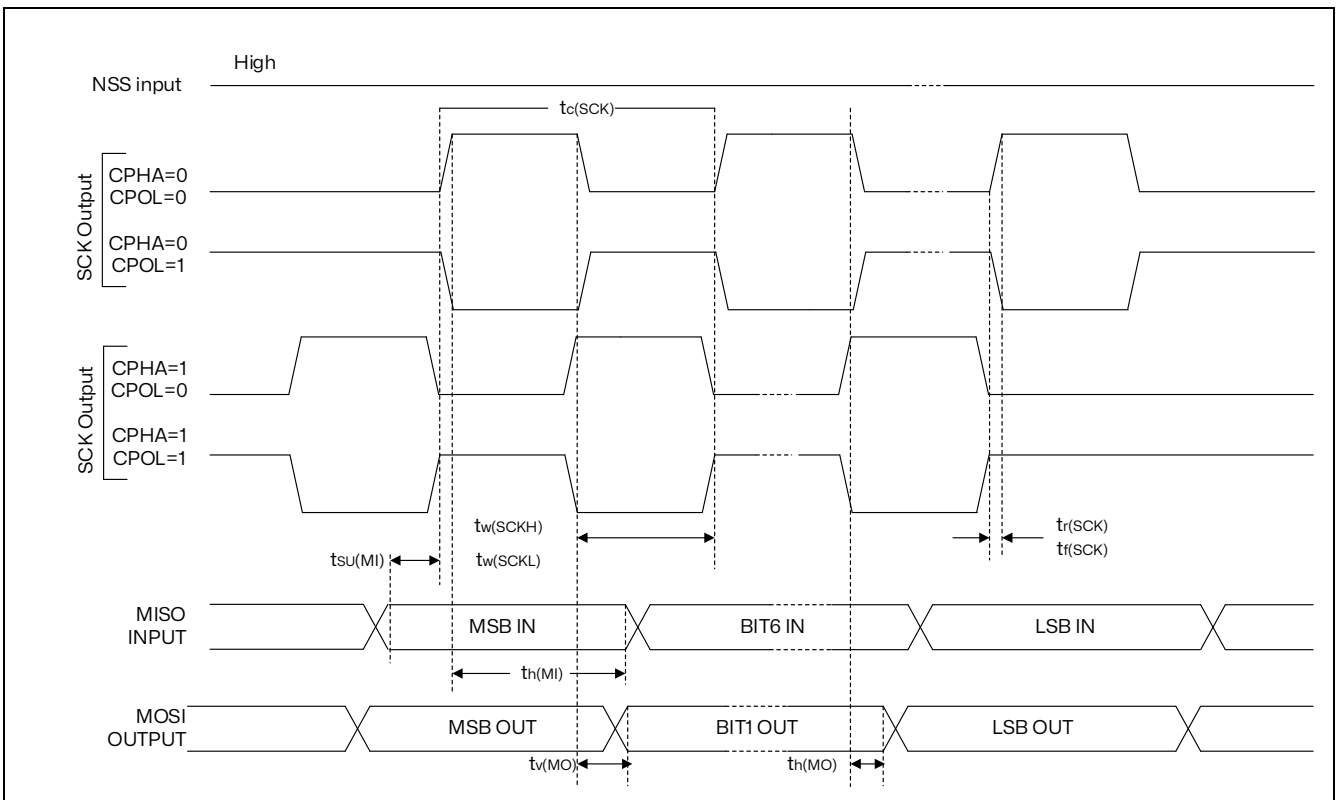 High
NSS input
tc(SCK)
SCK Output
CPHA=0
CPOL=0
CPHA=0
CPOL=1
SCK Output
CPHA=1
CPOL=0
CPHA=1
CPOL=1
tw(SCKH)
tw(SCKL)
tr(SCK)
tf(SCK)
tSU(MI)
MISO
INPUT
MSB IN
BIT6 IN
LSB IN
th(MI)
MOSI
OUTPUT
MSB OUT
BIT1 OUT
LSB OUT
tv(MO)
th(MO)